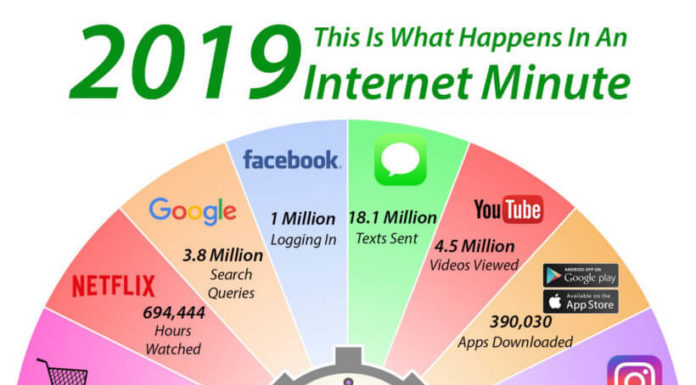 2019 This Is What Happens In An
Internet Minute
facebook.
1 Million
Logging In
18.1 Million
Texts Sent
YouTube
4.5 Million
Videos Viewed
Google
3.8 Million
Search
Queries
NETFLIX
694,444
Hours
Watched
ANDROID APP ON
Google play
Available on the
App Store
390,030
Apps Downloaded